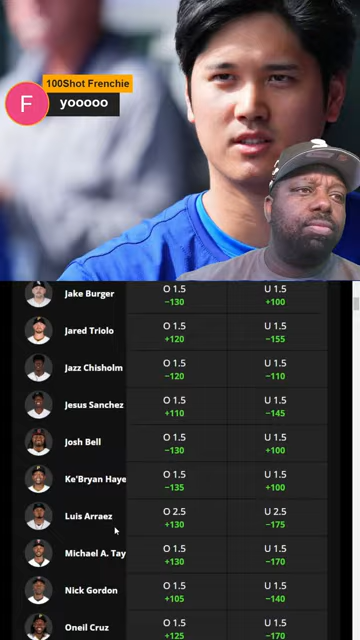 100Shot Frenchie
F
yooooo
Jake Burger O 1.5 U 1.5
−130 +100
Jared Triolo O 1.5 U 1.5
+120 −155
Jazz Chisholm O 1.5 U 1.5
−120 −110
Jesus Sanchez O 1.5 U 1.5
+110 −145
Josh Bell O 1.5 U 1.5
−130 +100
Ke'Bryan Haye O 1.5 U 1.5
−135 +100
Luis Arraez O 2.5 U 2.5
+130 −175
Michael A. Tay O 1.5 U 1.5
+130 −170
Nick Gordon O 1.5 U 1.5
+105 −140
Oneil Cruz O 1.5 U 1.5
+125 −170